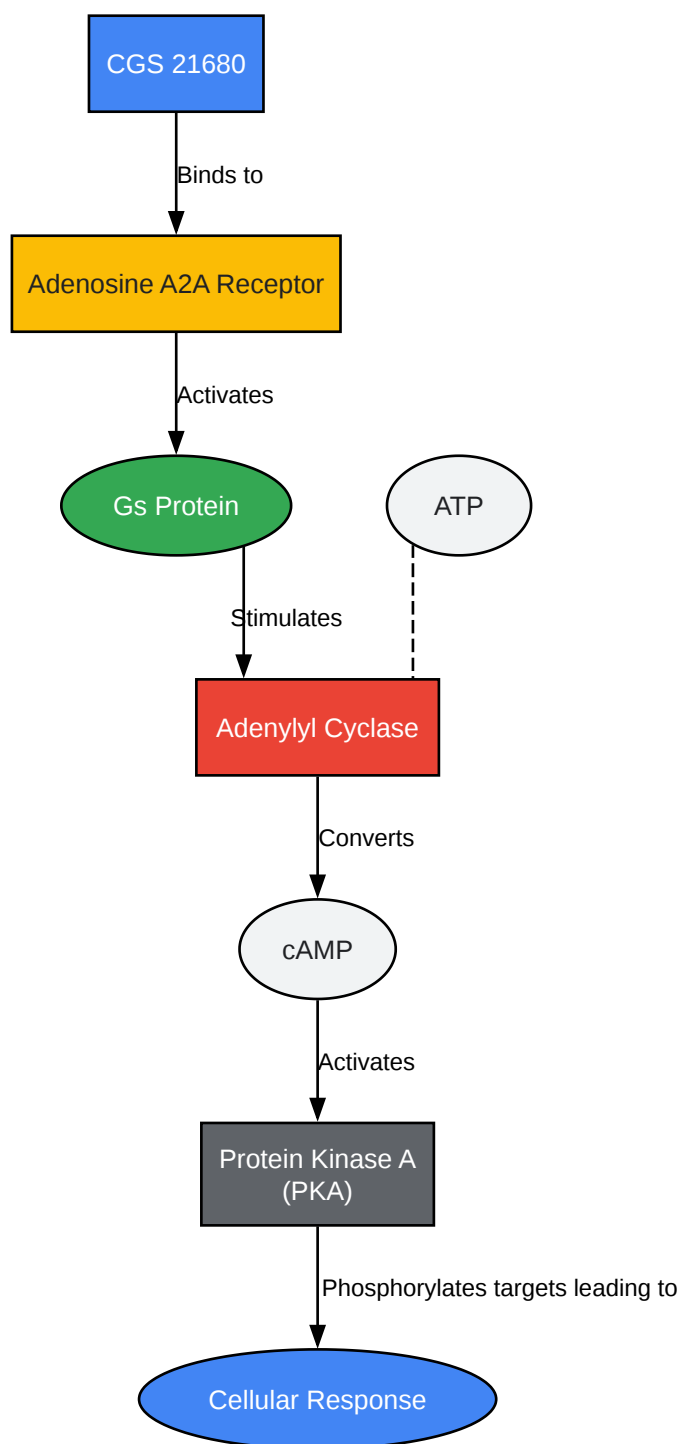 CGS 21680
Binds to
Adenosine A2A Receptor
Activates
Gs Protein
ATP
Stimulates
Adenylyl Cyclase
Converts
cAMP
Activates
Protein Kinase A
(PKA)
Phosphorylates targets leading to
Cellular Response